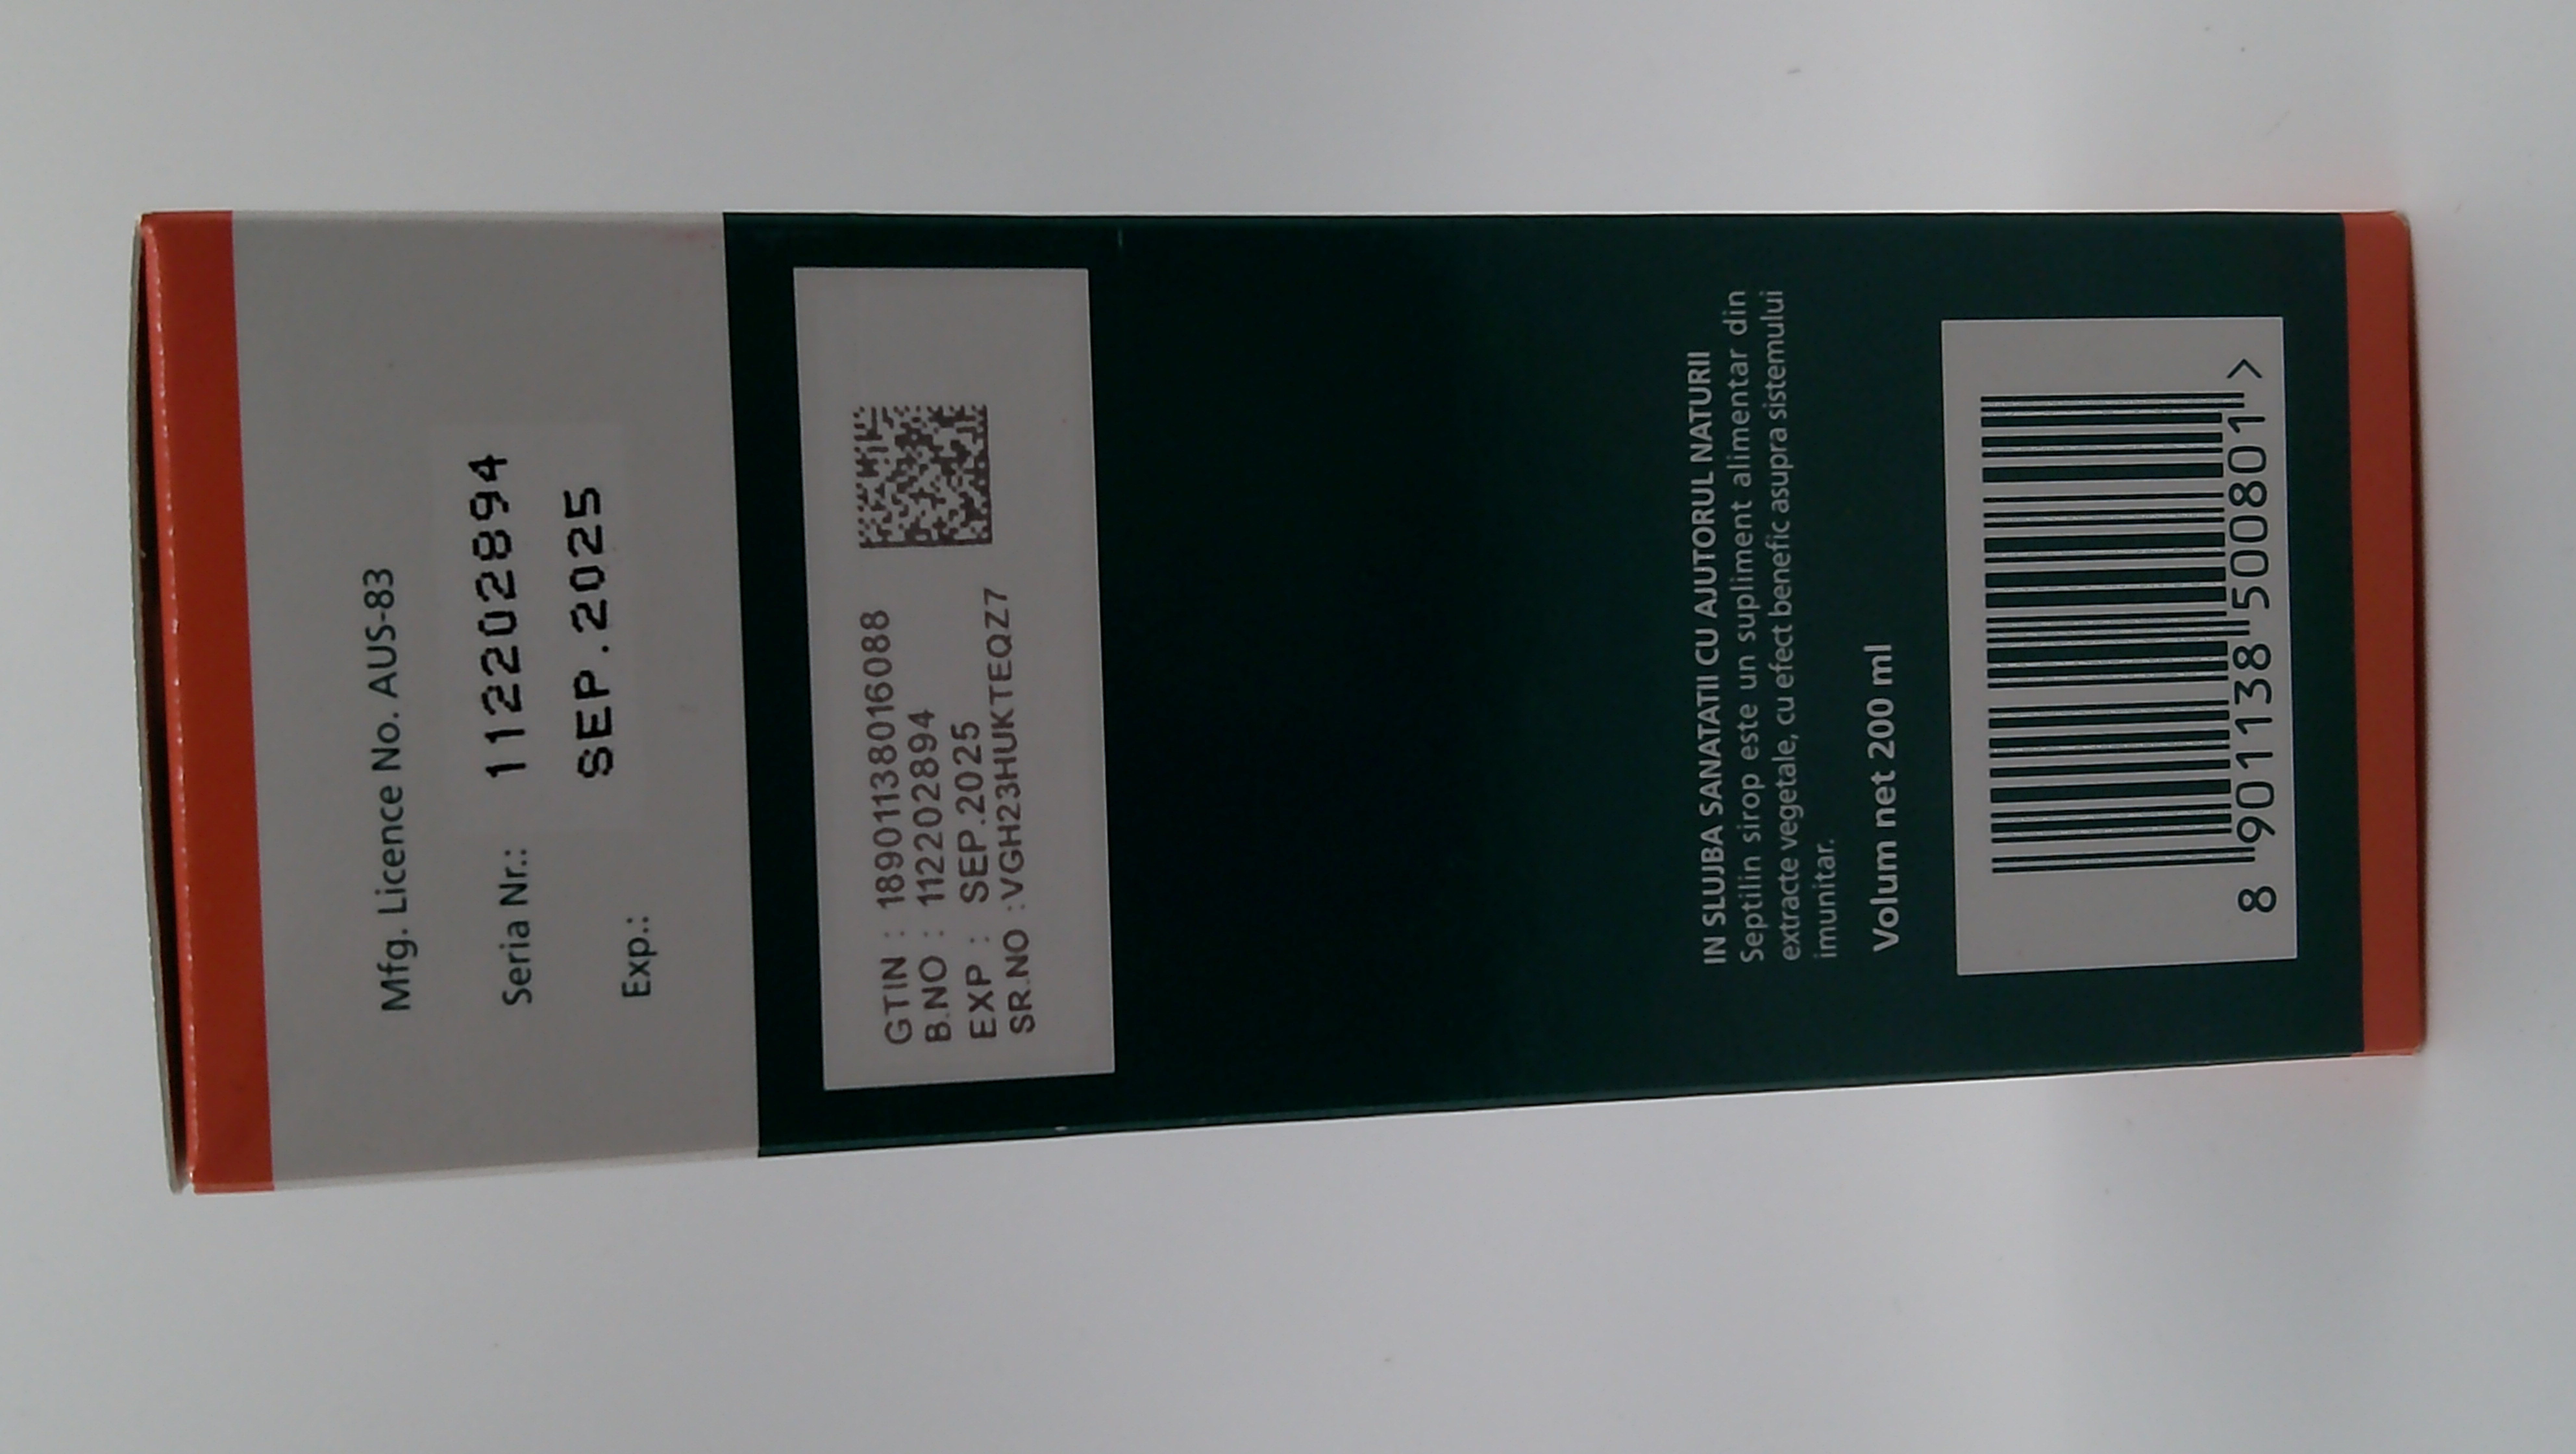 Mfg. Licence No. AUS-83
Seria Nr.: 112202894
Exp.: SEP.2025
GTIN : 18901138016088
B.NO : 112202894
EXP : SEP.2025
SR.NO :VGH23HUKTEQZ7
IN SLUJBA SANATATII CU AJUTORUL NATURII
Septilin sirop este un supliment alimentar din
extracte vegetale, cu efect benefic asupra sistemului
imunitar.
Volum net 200 ml
8 901138 500801 >